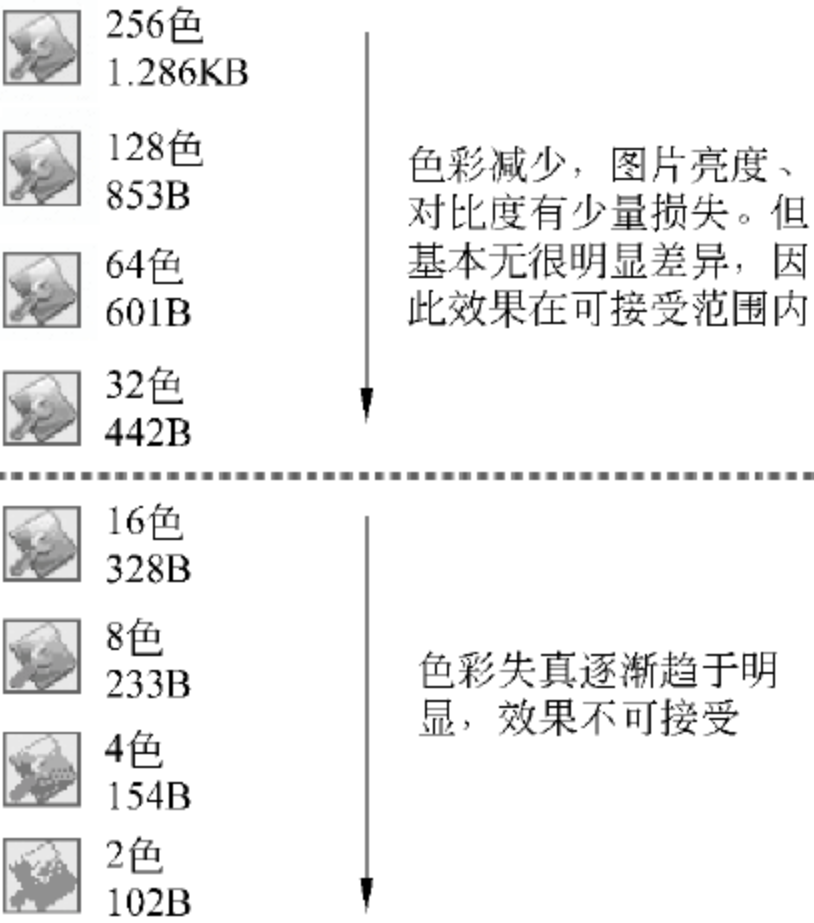 256色
1.286KB
128色
853B
64色
601B
32色
442B
色彩减少，图片亮度、
对比度有少量损失。但
基本无很明显差异，因
此效果在可接受范围内
16色
328B
8色
233B
4色
154B
2色
102B
色彩失真逐渐趋于明
显，效果不可接受